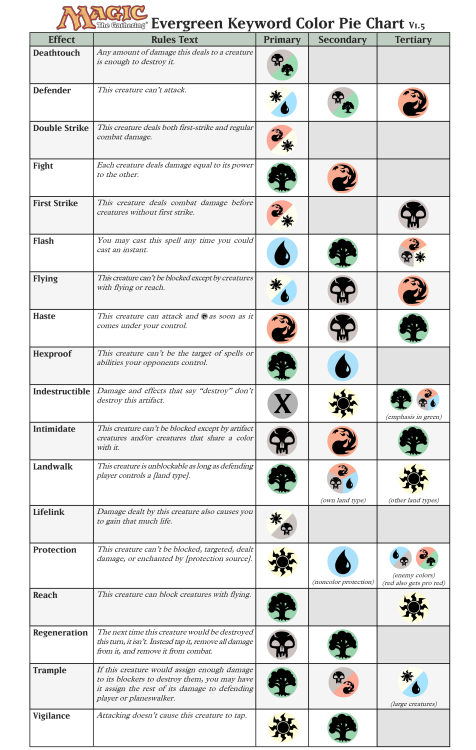 MAGIC
The Gathering
Evergreen Keyword Color Pie Chart V1.5
Effect Rules Text Primary Secondary Tertiary
Deathtouch
Any amount of damage this deals to a creature
is enough to destroy it.
Defender
This creature can't attack.
Double Strike
This creature deals both first-strike and regular
combat damage.
Fight
Each creature deals damage equal to its power
to the other.
First Strike
This creature deals combat damage before
creatures without first strike.
Flash
You may cast this spell any time you could
cast an instant.
Flying
This creature can't be blocked except by creatures
with flying or reach.
Haste
This creature can attack and as soon as it
comes under your control.
Hexproof
This creature can't be the target of spells or
abilities your opponents control.
Indestructible
Damage and effects that say "destroy" don't
destroy this artifact.
X
(emphasis in green)
Intimidate
This creature can't be blocked except by artifact
creatures and/or creatures that share a color
with it.
Landwalk
This creature is unblockable as long as defending
player controls a [land type].
(own land type)
(other land types)
Lifelink
Damage dealt by this creature also causes you
to gain that much life.
Protection
This creature can't be blocked, targeted, dealt
damage, or enchanted by [protection source].
(noncolor protection)
(enemy colors)
(red also gets pro red)
Reach
This creature can block creatures with flying.
Regeneration
The next time this creature would be destroyed
this turn, it isn't. Instead tap it, remove all damage
from it, and remove it from combat.
Trample
If this creature would assign enough damage
to its blockers to destroy them, you may have
it assign the rest of its damage to defending
player or planeswalker.
(large creatures)
Vigilance
Attacking doesn't cause this creature to tap.